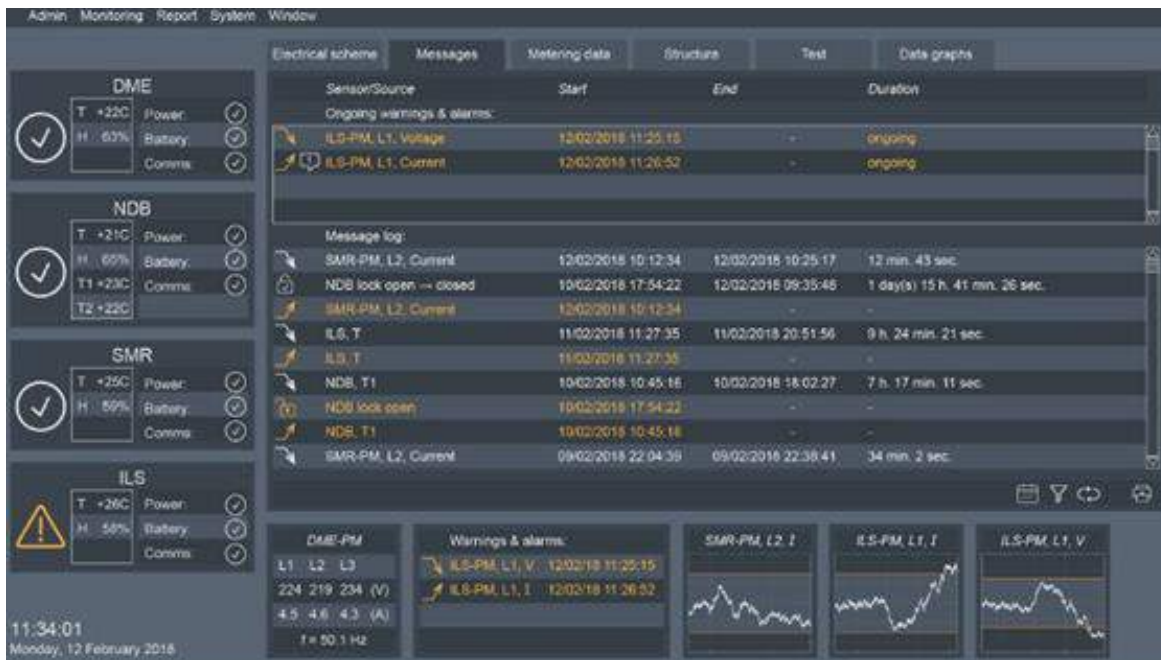 Admin Monitoring Report System Window
Electrical scheme Messages Metering data Structure Test Data graphs
DME
T +22C Power:
H 63% Battery:
Comms:
NDB
T +21C Power:
H 65% Battery:
T1 +23C Comms:
T2 +22C
SMR
T +25C Power:
H 59% Battery:
Comms:
ILS
T +26C Power:
H 58% Battery:
Comms:
11:34:01
Monday, 12 February 2018
Sensor/Source Start End Duration
Ongoing warnings & alarms:
ILS-PM, L1, Voltage 12/02/2018 11:25:15 - ongoing
ILS-PM, L1, Current 12/02/2018 11:26:52 - ongoing
Message log:
SMR-PM, L2, Current 12/02/2018 10:12:34 12/02/2018 10:25:17 12 min. 43 sec.
NDB lock open → closed 10/02/2018 17:54:22 12/02/2018 09:35:48 1 day(s) 15 h. 41 min. 26 sec.
SMR-PM, L2, Current 12/02/2018 10:12:34 - -
ILS, T 11/02/2018 11:27:35 11/02/2018 20:51:56 9 h. 24 min. 21 sec.
ILS, T 11/02/2018 11:27:35 - -
NDB, T1 10/02/2018 10:45:16 10/02/2018 18:02:27 7 h. 17 min. 11 sec.
NDB lock open 10/02/2018 17:54:22 - -
NDB, T1 10/02/2018 10:45:16 - -
SMR-PM, L2, Current 09/02/2018 22:04:39 09/02/2018 22:38:41 34 min. 2 sec.
DME-PM
L1 L2 L3
224 219 234 (V)
4.5 4.6 4.3 (A)
f = 50.1 Hz
Warnings & alarms:
ILS-PM, L1, V 12/02/18 11:25:15
ILS-PM, L1, I 12/02/18 11:26:52
SMR-PM, L2, I
ILS-PM, L1, I
ILS-PM, L1, V